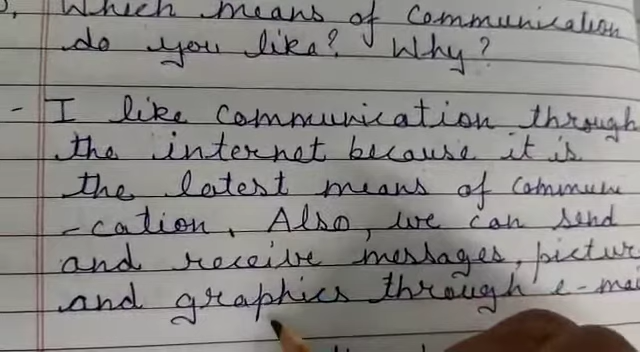 Which means of communication
do you like? Why?
- I like communication through
the internet because it is
the latest means of commun
-cation. Also, we can send
and receive messages, pictur
and graphics through e-ma